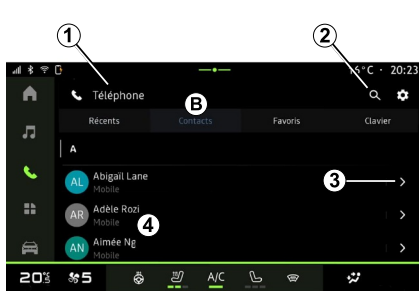 1
2
16°C · 20:23
Téléphone
B
Récents Contacts Favoris Clavier
A
AL Abigaïl Lane
Mobile
3
AR Adèle Rozi
Mobile
4
AN Aimée Ng
Mobile
20 5 5 A/C